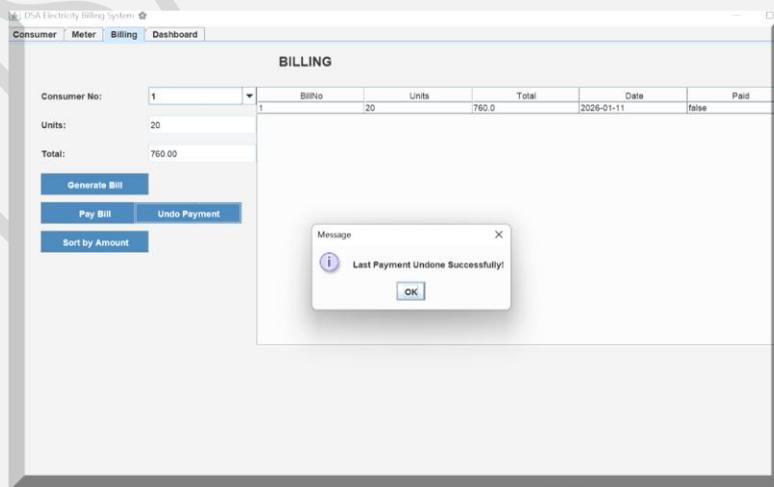 DSA Electricity Billing System
Consumer Meter Billing Dashboard
BILLING
Consumer No: 1
Units: 20
Total: 760.00
Generate Bill
Pay Bill Undo Payment
Sort by Amount
BillNo Units Total Date Paid
1 20 760.0 2026-01-11 false
Message
Last Payment Undone Successfully!
OK